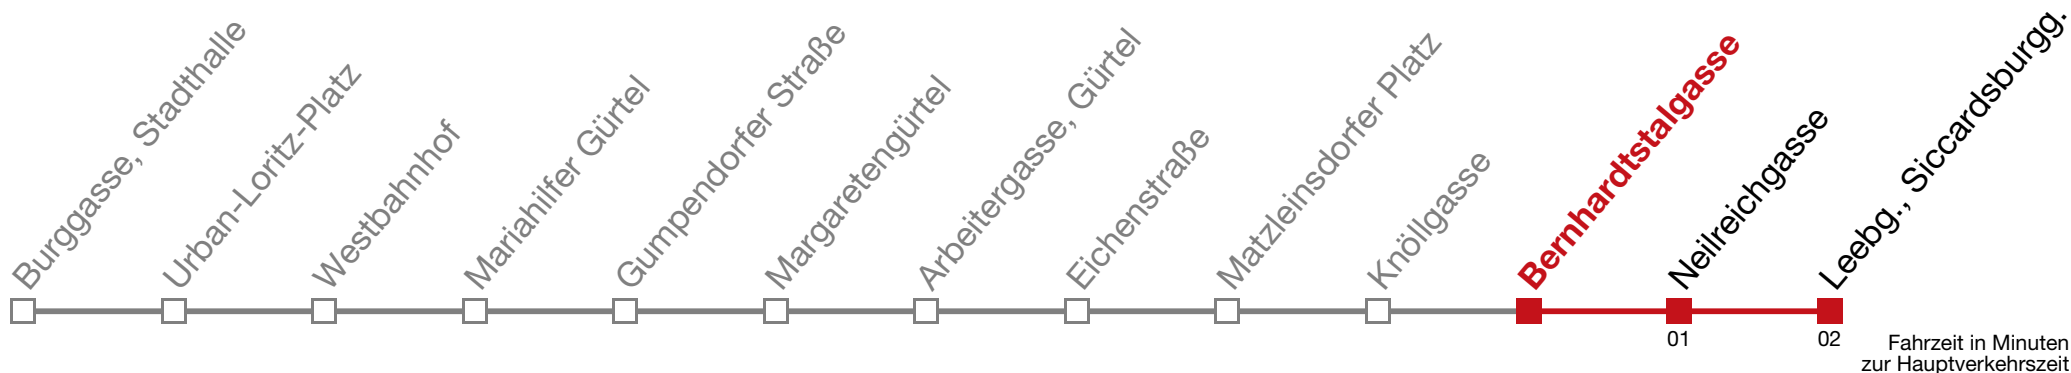 Burggasse, Stadthalle
Urban-Loritz-Platz
Westbahnhof
Mariahilfer Gürtel
Gumpendorfer Straße
Margaretengürtel
Arbeitergasse, Gürtel
Eichenstraße
Matzleinsdorfer Platz
Knöllgasse
Bernhardtstalgasse
Neilreichgasse
Leebg., Siccardsburgg.
01
02
Fahrzeit in Minuten
zur Hauptverkehrszeit